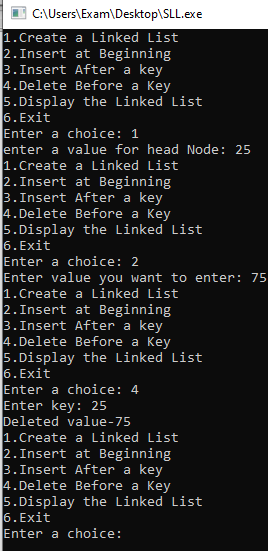 C:\Users\Exam\Desktop\SLL.exe
1.Create a Linked List
2.Insert at Beginning
3.Insert After a key
4.Delete Before a Key
5.Display the Linked List
6.Exit
Enter a choice: 1
enter a value for head Node: 25
1.Create a Linked List
2.Insert at Beginning
3.Insert After a key
4.Delete Before a Key
5.Display the Linked List
6.Exit
Enter a choice: 2
Enter value you want to enter: 75
1.Create a Linked List
2.Insert at Beginning
3.Insert After a key
4.Delete Before a Key
5.Display the Linked List
6.Exit
Enter a choice: 4
Enter key: 25
Deleted value-75
1.Create a Linked List
2.Insert at Beginning
3.Insert After a key
4.Delete Before a Key
5.Display the Linked List
6.Exit
Enter a choice: